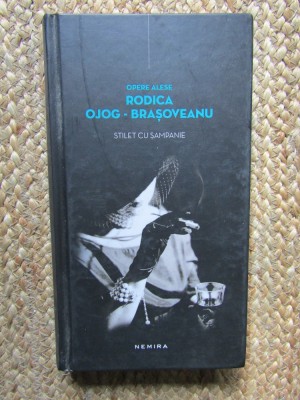 OPERE ALESE
RODICA
OJOG - BRAȘOVEANU
STILET CU ȘAMPANIE
NEMIRA